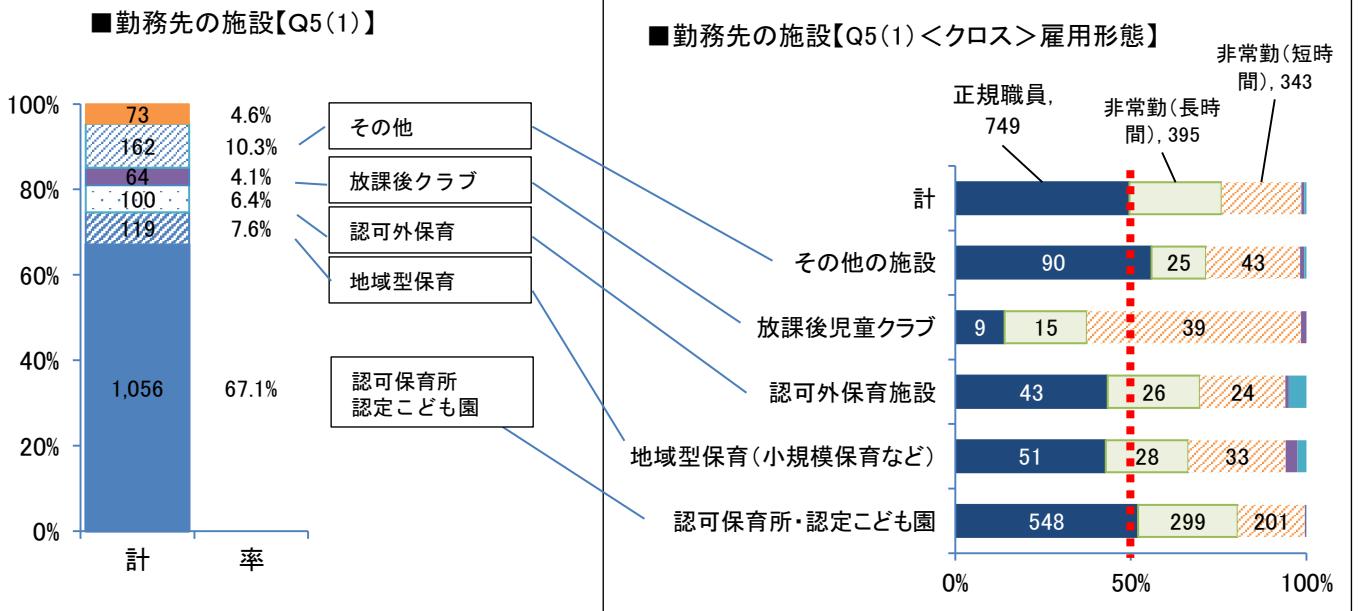 ■勤務先の施設【Q5(1)】
100%
80%
60%
40%
20%
0%
73
162
64
100
119
1,056
4.6%
10.3%
4.1%
6.4%
7.6%
67.1%
計
率
その他
放課後クラブ
認可外保育
地域型保育
認可保育所
認定こども園
■勤務先の施設【Q5(1)<クロス>雇用形態】
正規職員,
749
非常勤(長時
間), 395
非常勤(短時
間), 343
計
その他の施設
90
25
43
放課後児童クラブ
9
15
39
認可外保育施設
43
26
24
地域型保育(小規模保育など)
51
28
33
認可保育所・認定こども園
548
299
201
0%
50%
100%